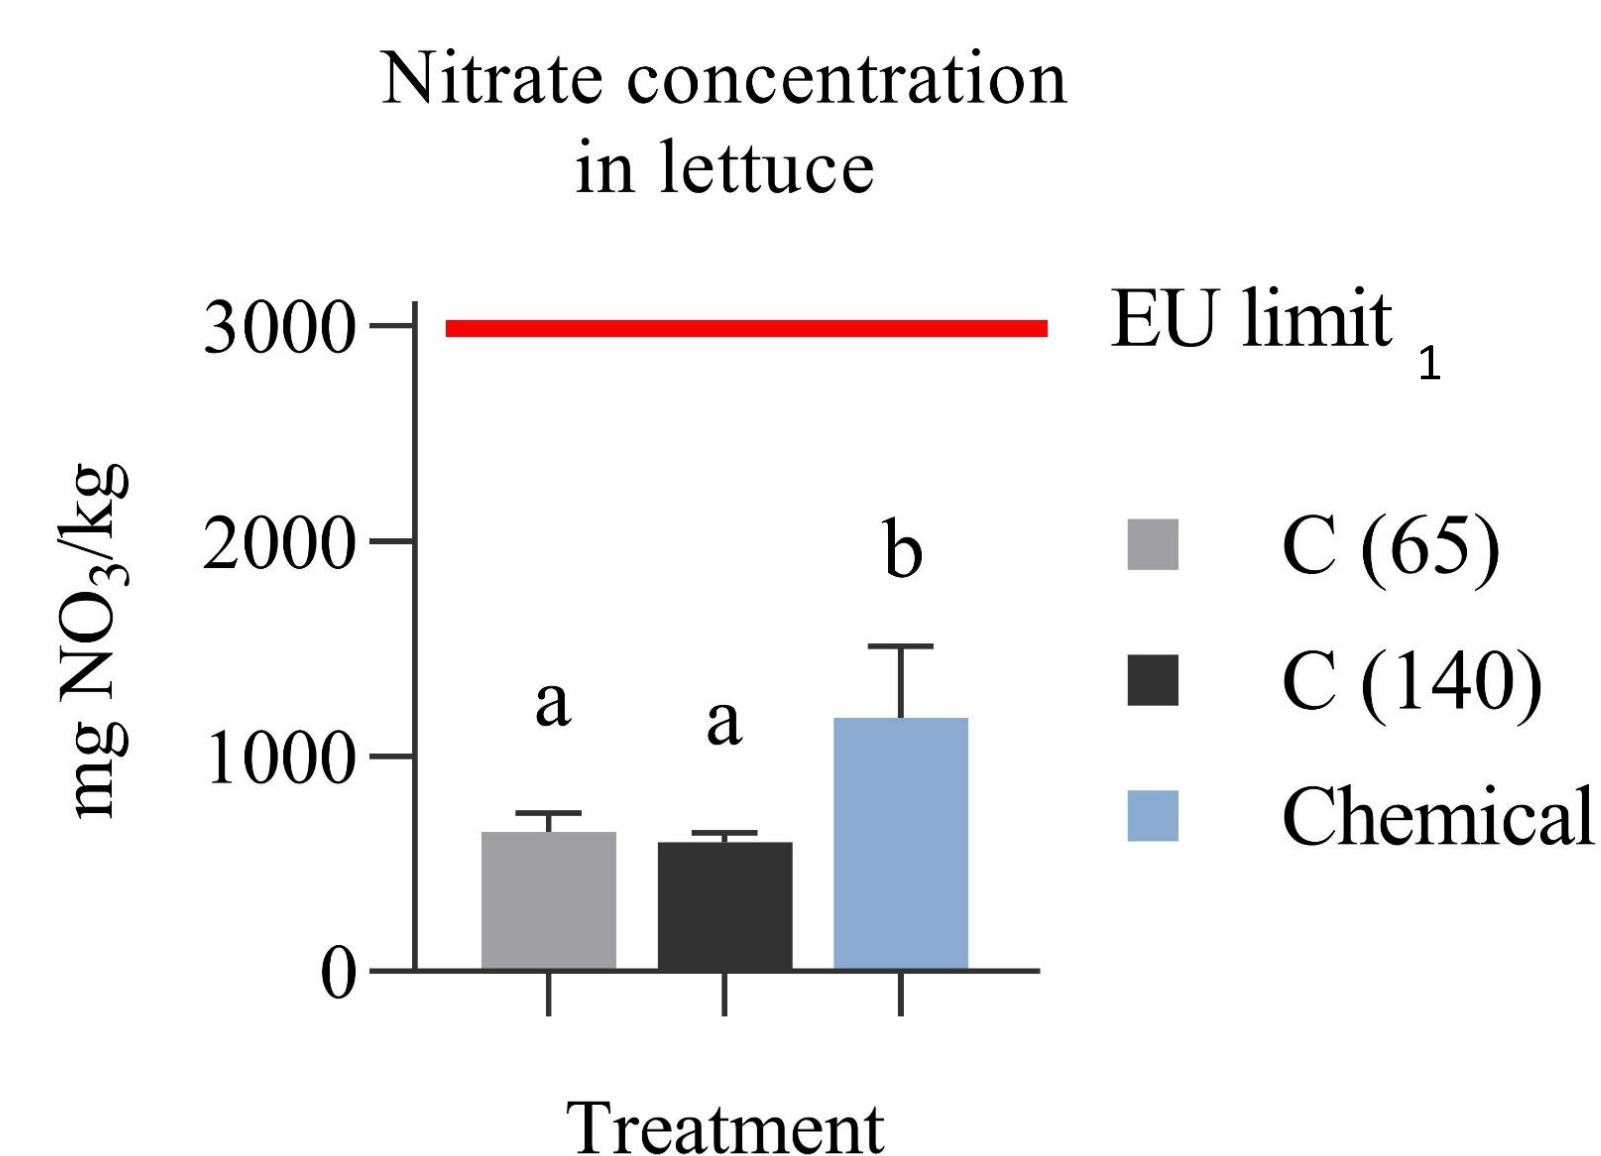 Nitrate concentration
in lettuce
mg NO₃/kg
3000
2000
1000
0
a
a
b
Treatment
EU limit ₁
C (65)
C (140)
Chemical